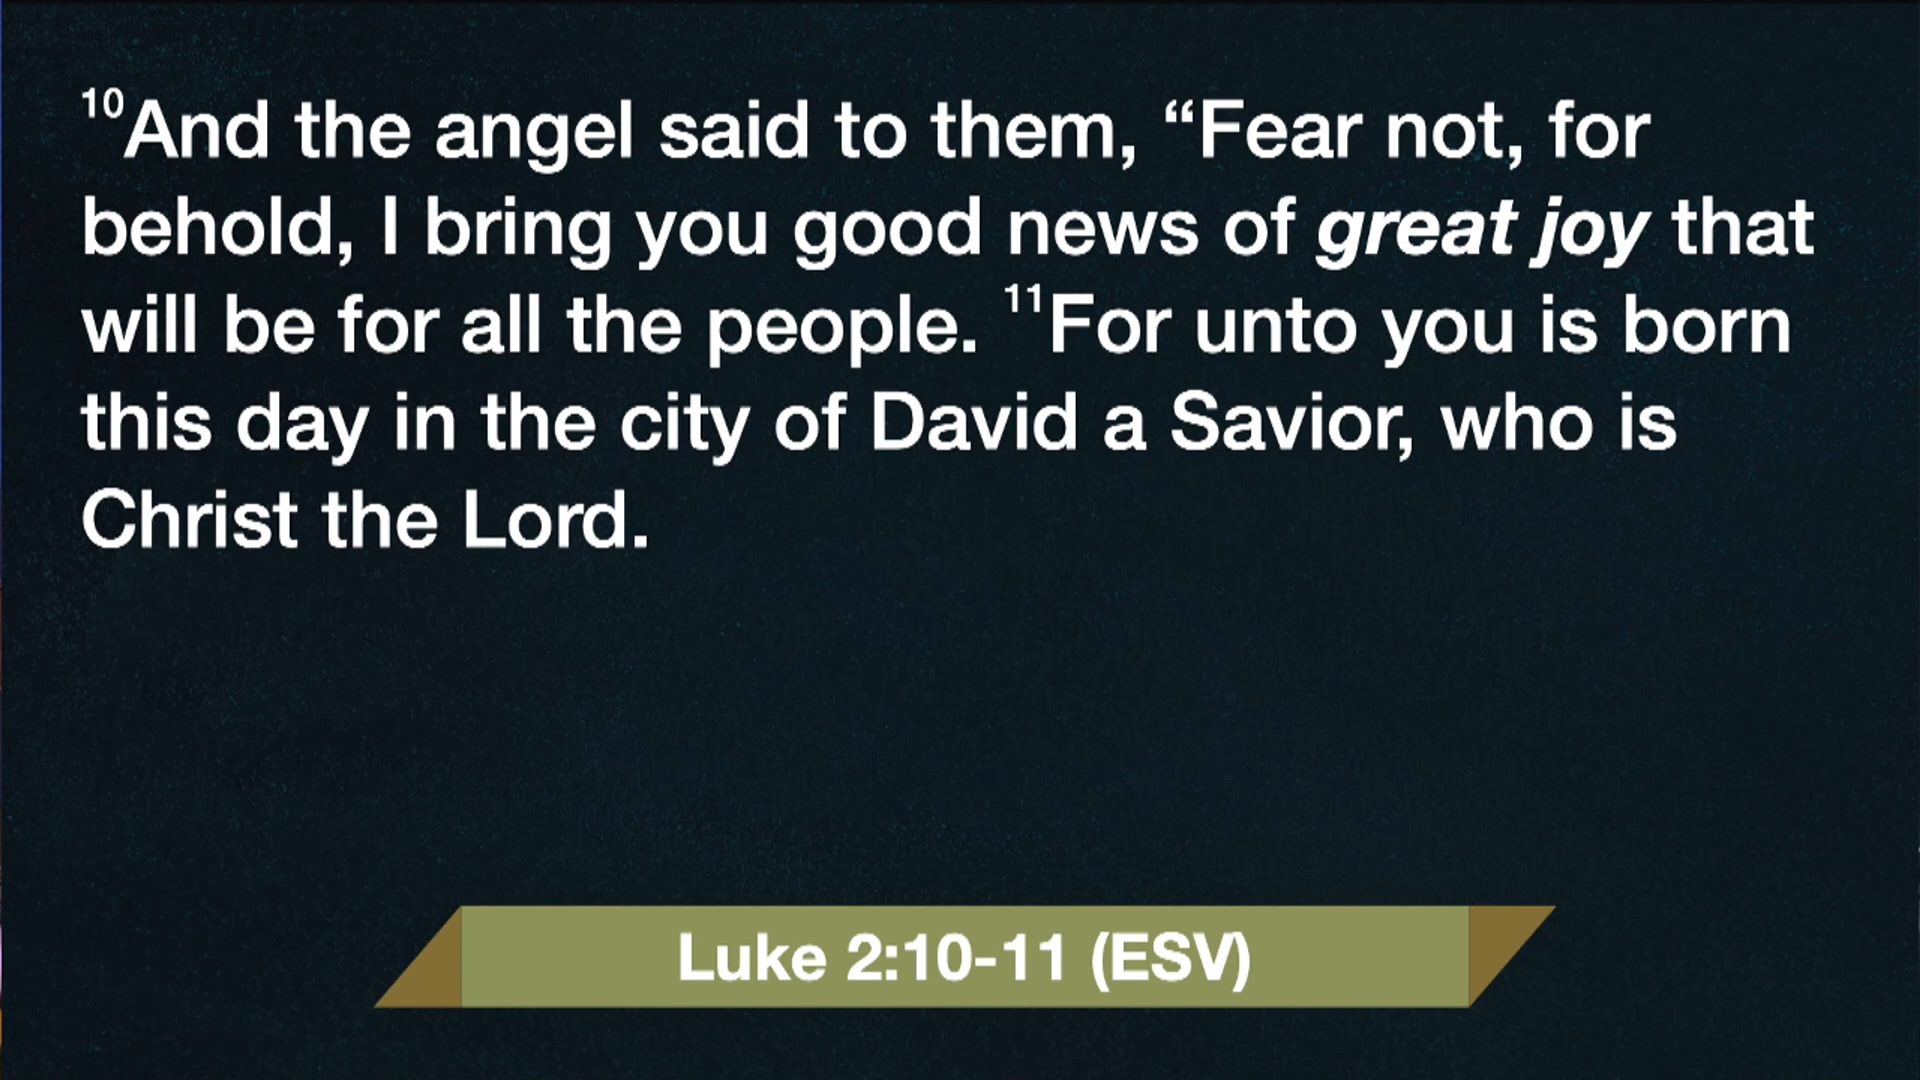 10And the angel said to them, “Fear not, for
behold, I bring you good news of great joy that
will be for all the people. 11For unto you is born
this day in the city of David a Savior, who is
Christ the Lord.
Luke 2:10-11 (ESV)